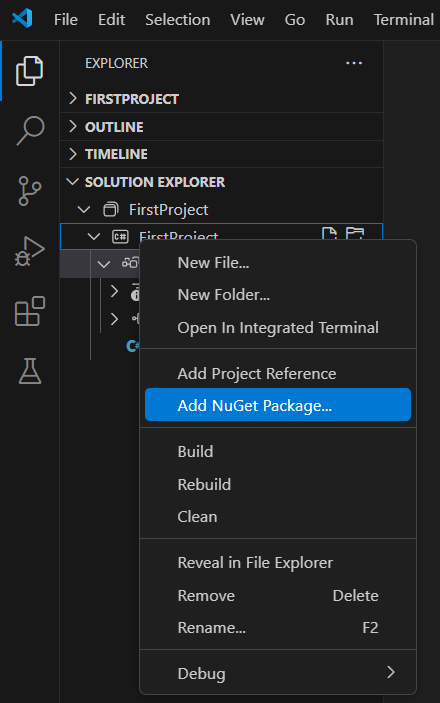 File Edit Selection View Go Run Terminal
EXPLORER
FIRSTPROJECT
OUTLINE
TIMELINE
SOLUTION EXPLORER
FirstProject
C# FirstProject
New File...
New Folder...
Open In Integrated Terminal
Add Project Reference
Add NuGet Package...
Build
Rebuild
Clean
Reveal in File Explorer
Remove Delete
Rename... F2
Debug